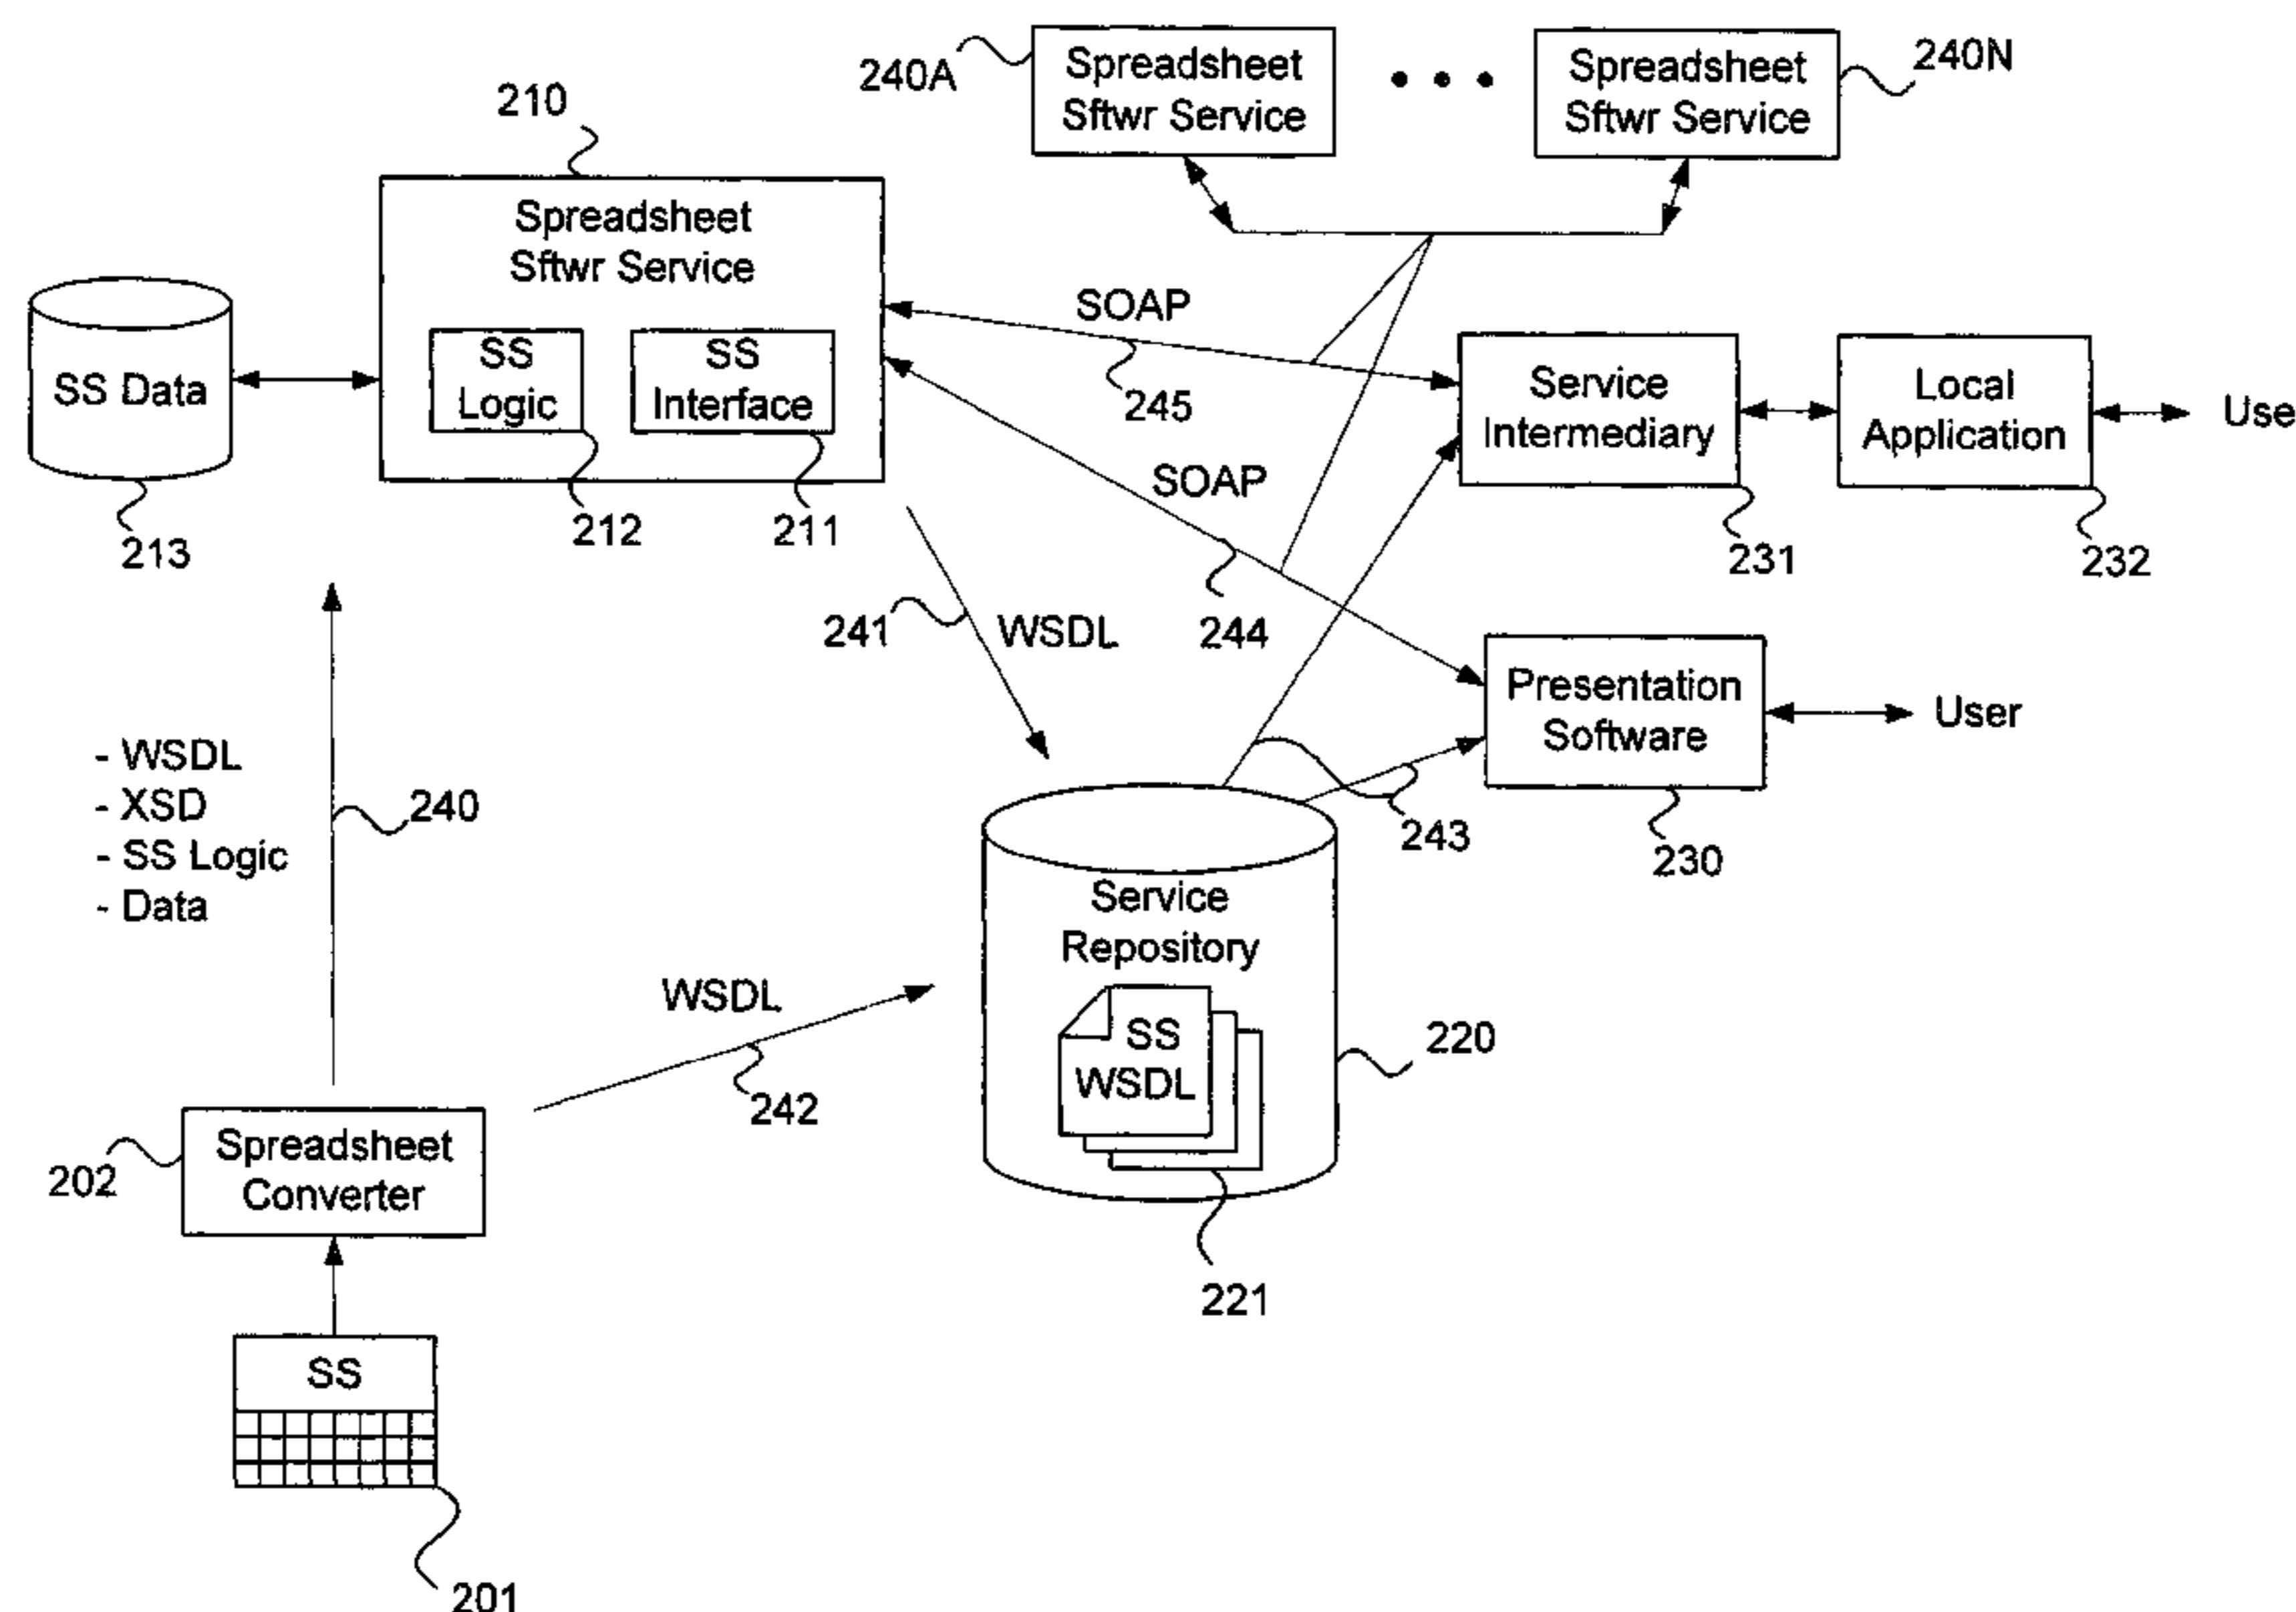 240A
Spreadsheet
Sftwr Service
Spreadsheet
Sftwr Service
240N
210
Spreadsheet
Sftwr Service
SS
Logic
SS
Interface
SS Data
213
212
211
SOAP
245
SOAP
244
Service
Intermediary
231
Local
Application
232
Use
241
WSDL
Presentation
Software
230
User
243
- WSDL
- XSD
- SS Logic
- Data
240
WSDL
242
Service
Repository
SS
WSDL
220
221
Spreadsheet
Converter
202
SS
201